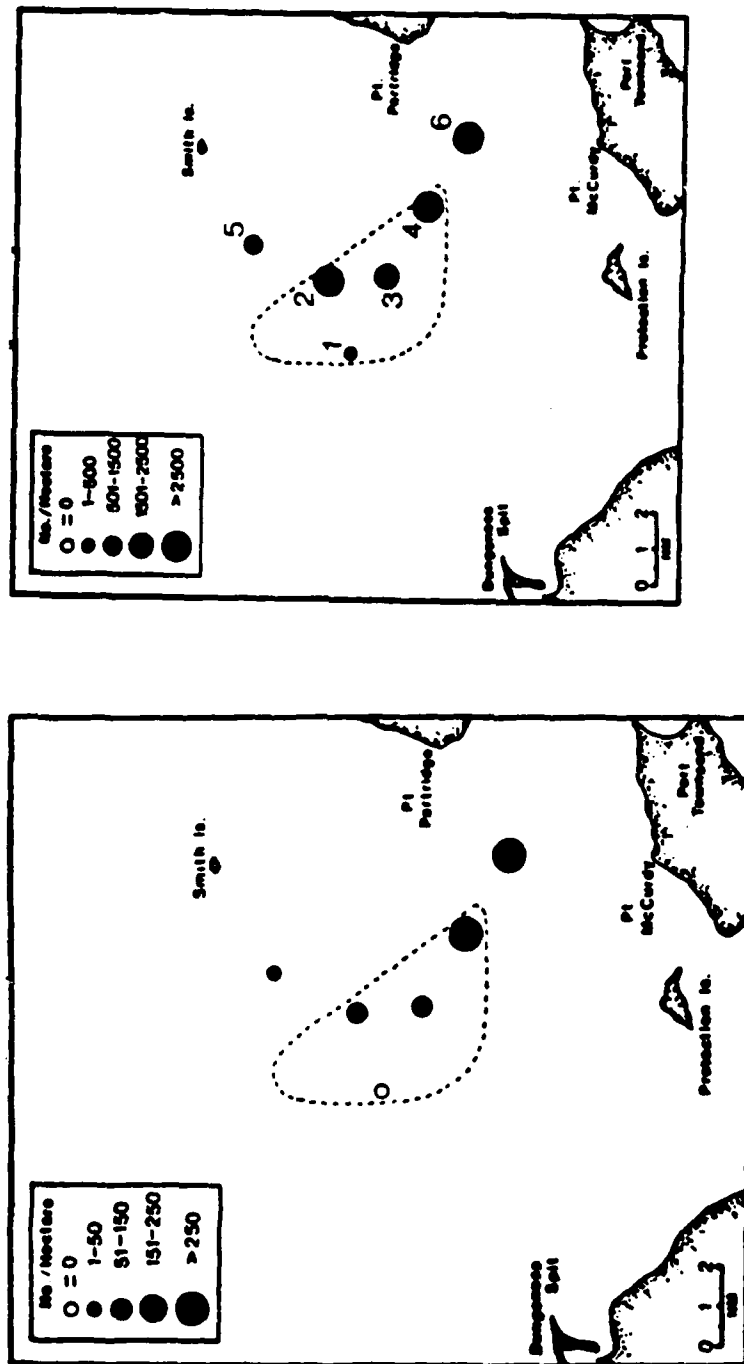 No./Hectare
= 0
1-50
51-150
151-250
>250
Smith Is.
Pt
Partridge
Dungeness
Spit
Protection Is.
Pt
McCurdy
Port
Townsend
0 1 2
NM
No./Hectare
= 0
1-500
501-1500
1501-2500
>2500
5
Smith Is.
2
1
3
4
6
Pt.
Partridge
Dungeness
Spit
Protection Is.
Pt
McCurdy
Port
Townsend
0 1 2
NM